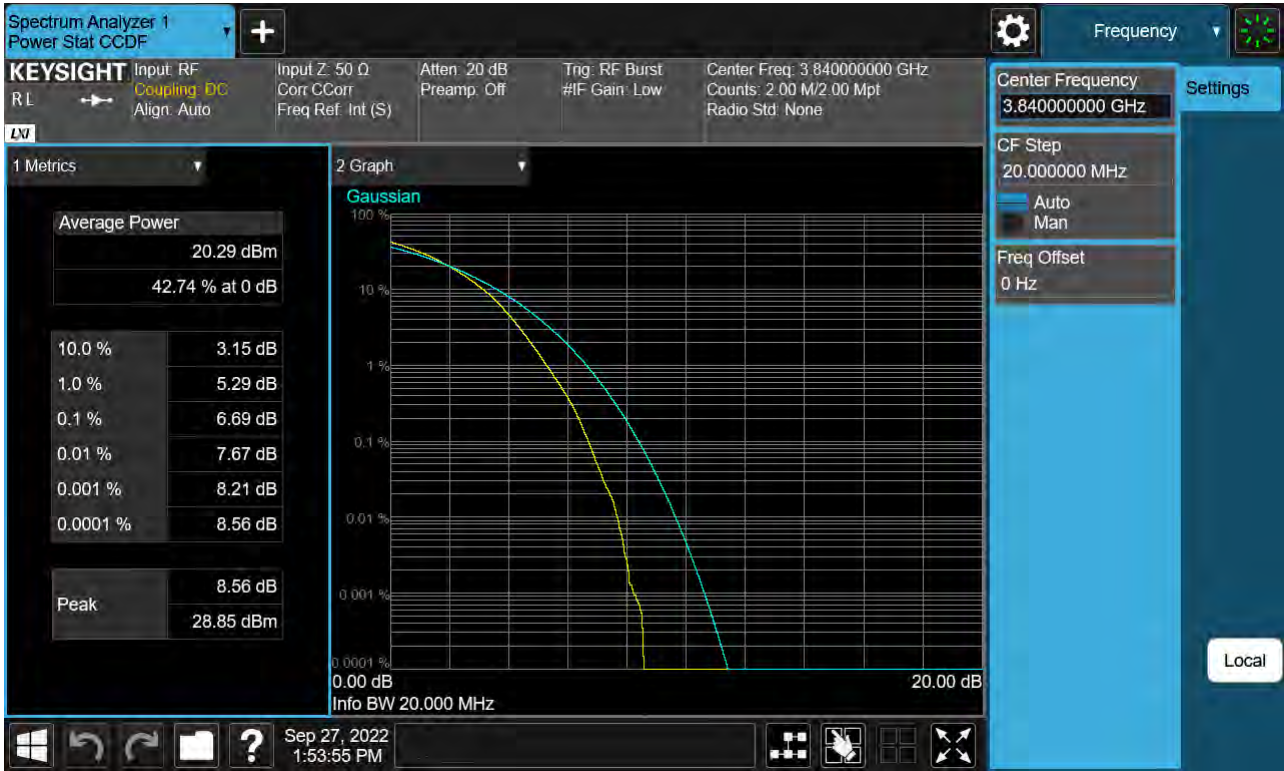 Spectrum Analyzer 1
Power Stat CCDF
Frequency
KEYSIGHT
R L
LXI
Input: RF
Coupling: DC
Align: Auto
Input Z: 50 Ω
Corr CCorr
Freq Ref: Int (S)
Atten: 20 dB
Preamp: Off
Trig: RF Burst
#IF Gain: Low
Center Freq: 3.840000000 GHz
Counts: 2.00 M/2.00 Mpt
Radio Std: None
Center Frequency
3.840000000 GHz
Settings
CF Step
20.000000 MHz
Auto
Man
Freq Offset
0 Hz
1 Metrics
Average Power
20.29 dBm
42.74 % at 0 dB
10.0 % 3.15 dB
1.0 % 5.29 dB
0.1 % 6.69 dB
0.01 % 7.67 dB
0.001 % 8.21 dB
0.0001 % 8.56 dB
Peak
8.56 dB
28.85 dBm
2 Graph
Gaussian
100 %
10 %
1 %
0.1 %
0.01 %
0.001 %
0.0001 %
0.00 dB 20.00 dB
Info BW 20.000 MHz
Local
?
Sep 27, 2022
1:53:55 PM